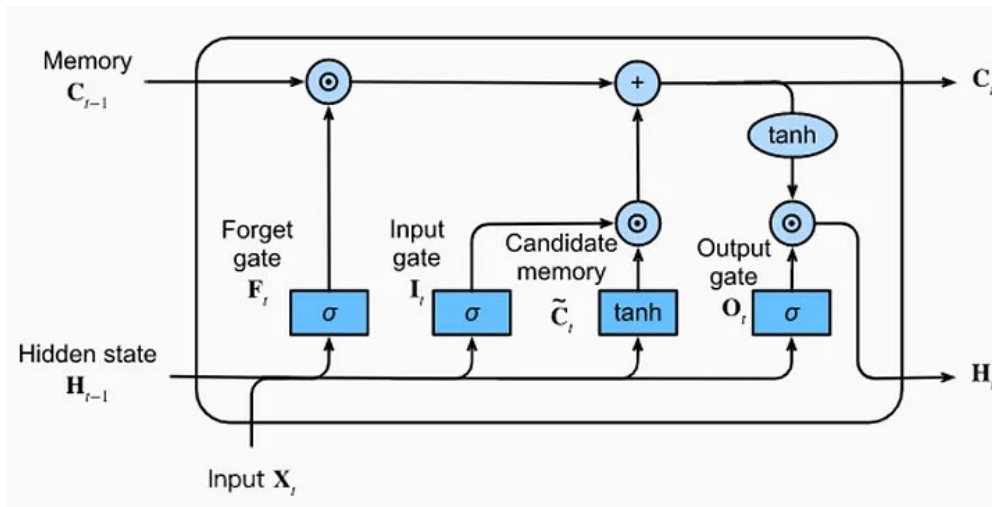 Memory
C_{t−1}
+
C_t
tanh
Forget
gate
F_t
Input
gate
I_t
Candidate
memory
C̃_t
Output
gate
O_t
σ
σ
tanh
σ
Hidden state
H_{t−1}
H_t
Input X_t